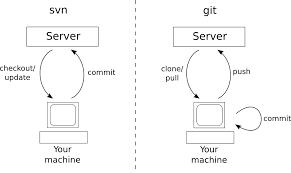 svn
Server
checkout/
update
commit
Your
machine
git
Server
clone/
pull
push
commit
Your
machine